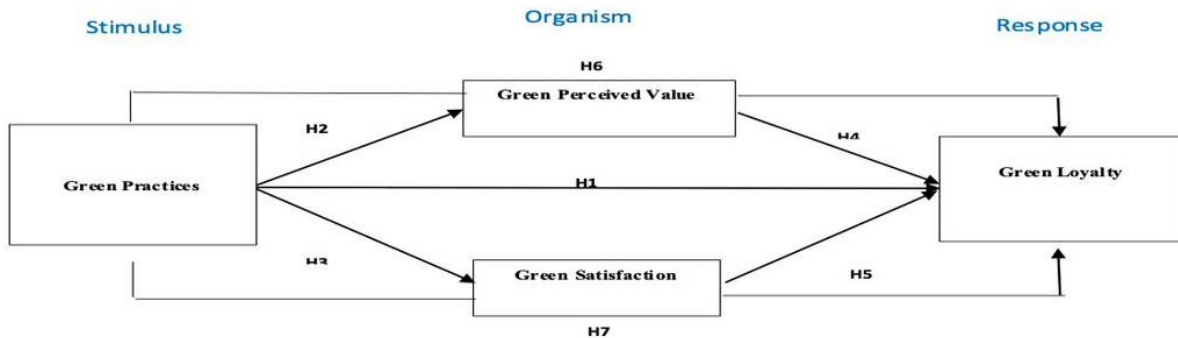 Stimulus
Organism
Response
H6
Green Perceived Value
H2
H4
Green Practices
H1
Green Loyalty
H3
Green Satisfaction
H5
H7